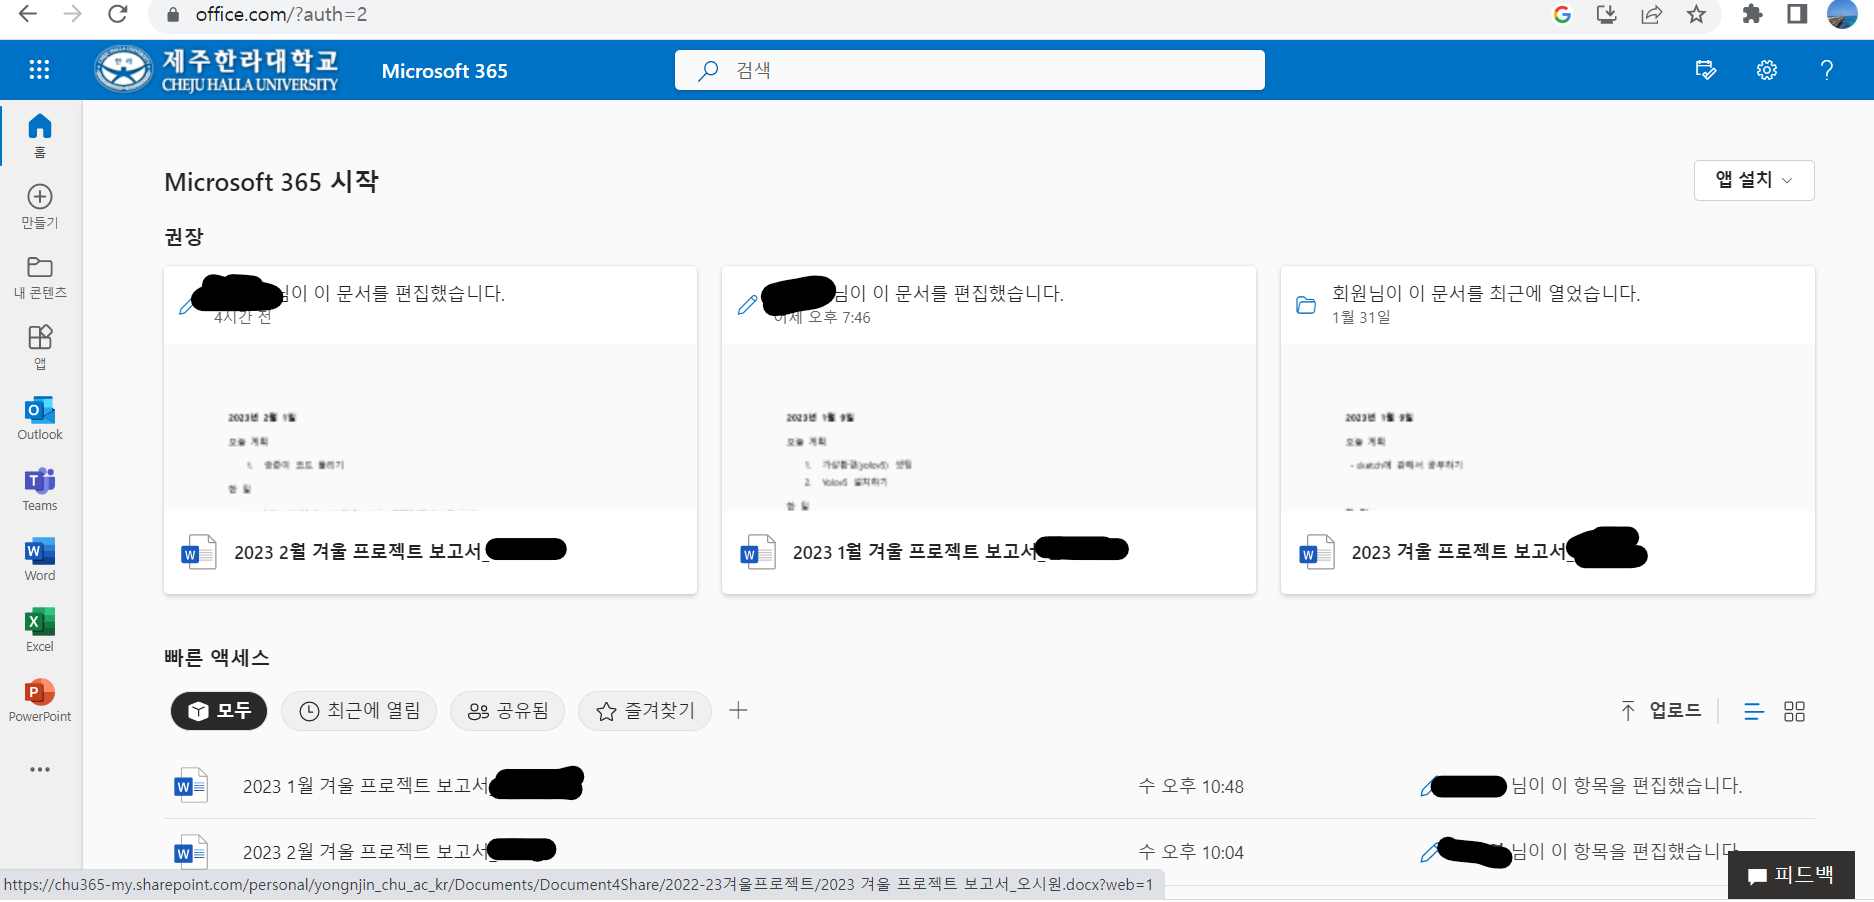 office.com/?auth=2
제주한라대학교
CHEJU HALLA UNIVERSITY
Microsoft 365
검색
홈
만들기
내 콘텐츠
앱
Outlook
Teams
Word
Excel
PowerPoint
Microsoft 365 시작
앱 설치
권장
님이 이 문서를 편집했습니다.
4시간 전
2023년 2월 1일
오늘 계획
1.
코드 돌리기
한 일
2023 2월 겨울 프로젝트 보고서_
님이 이 문서를 편집했습니다.
어제 오후 7:46
2023년 1월 9일
오늘 계획
1. 가상환경(yolov5) 셋팅
2. Yolov5 설치하기
한 일
2023 1월 겨울 프로젝트 보고서_
회원님이 이 문서를 최근에 열었습니다.
1월 31일
2023년 1월 9일
오늘 계획
- sketch에 관해서 공부하기
2023 겨울 프로젝트 보고서_
빠른 액세스
모두
최근에 열림
공유됨
즐겨찾기
업로드
2023 1월 겨울 프로젝트 보고서
수 오후 10:48
님이 이 항목을 편집했습니다.
2023 2월 겨울 프로젝트 보고서
수 오후 10:04
님이 이 항목을 편집했습니다
피드백
https://chu365-my.sharepoint.com/personal/yongnjin_chu_ac_kr/Documents/Document4Share/2022-23겨울프로젝트/2023 겨울 프로젝트 보고서_오시원.docx?web=1